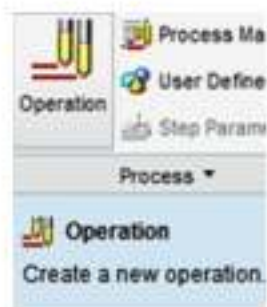 Operation
Process Ma
User Define
Step Param
Process
Operation
Create a new operation.